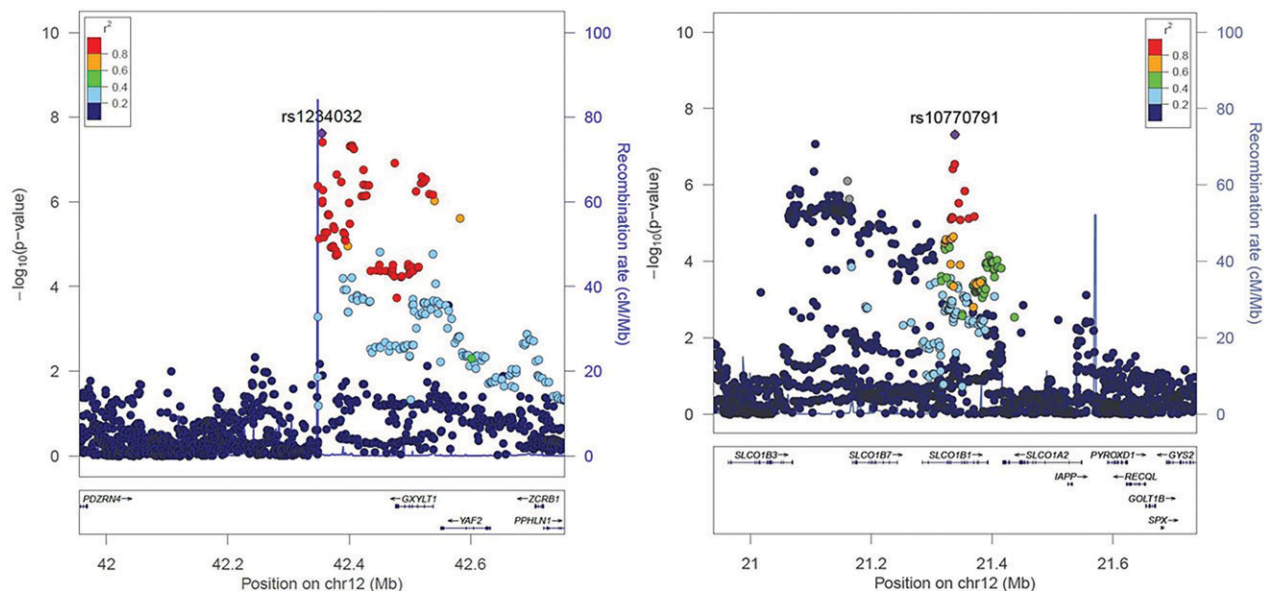 r²
0.8
0.6
0.4
0.2
rs1234032
10
8
6
4
2
0
−log₁₀(p−value)
100
80
60
40
20
0
Recombination rate (cM/Mb)
PDZRN4→
←GXYLT1
←ZCRB1
←YAF2
PPHLN1→
42
42.2
42.4
42.6
Position on chr12 (Mb)
r²
0.8
0.6
0.4
0.2
rs10770791
10
8
6
4
2
0
−log₁₀(p−value)
100
80
60
40
20
0
Recombination rate (cM/Mb)
SLCO1B3→
SLCO1B7→
SLCO1B1→
←SLCO1A2
PYROXD1→
←GYS2
IAPP→
←RECQL
GOLT1B→
SPX→
21
21.2
21.4
21.6
Position on chr12 (Mb)